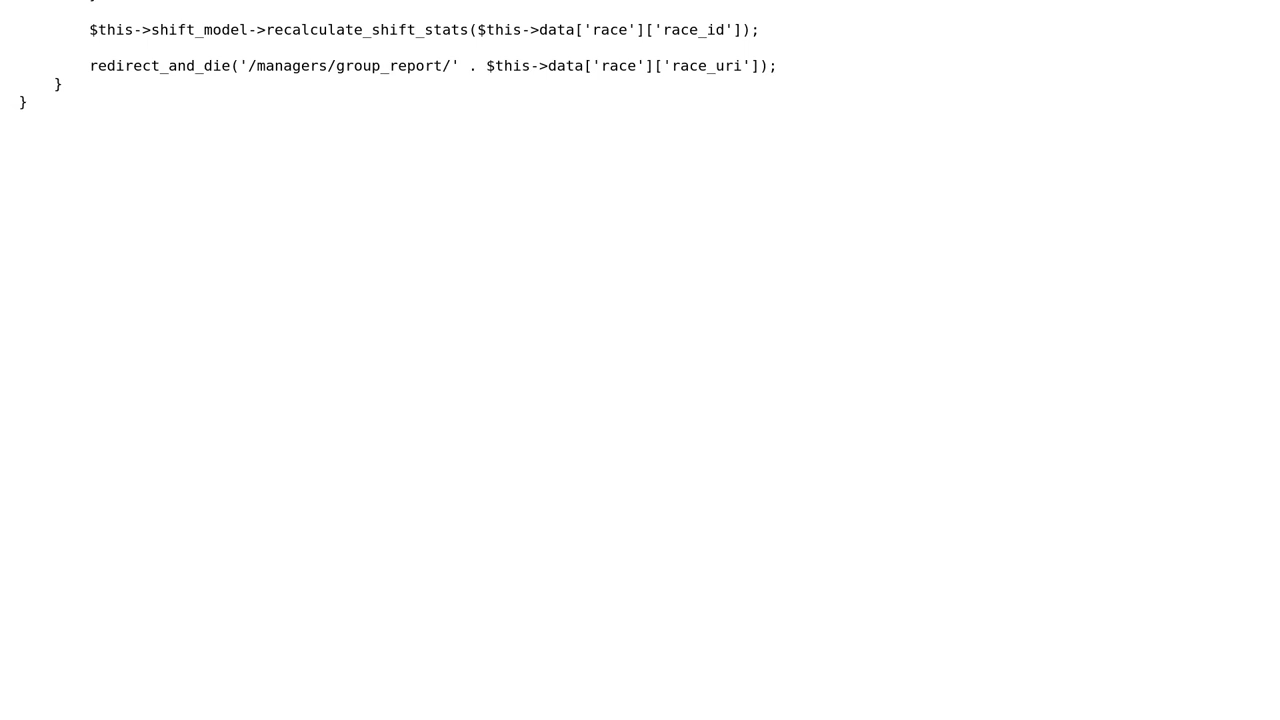 $this->shift_model->recalculate_shift_stats($this->data['race']['race_id']);
redirect_and_die('/managers/group_report/' . $this->data['race']['race_uri']);
}
}